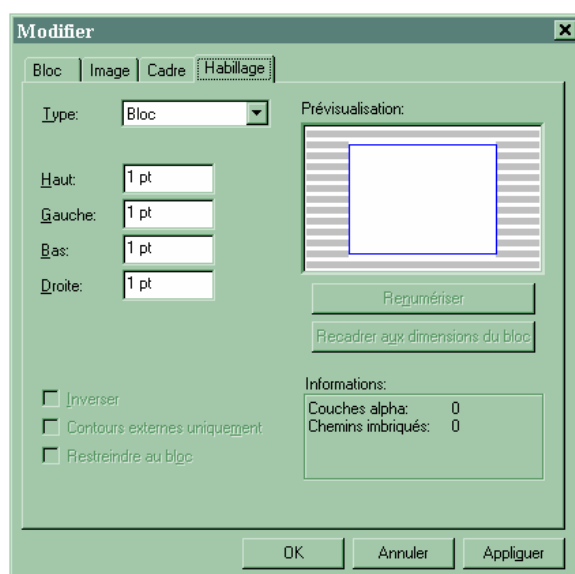 Modifier
Bloc Image Cadre Habillage
Type: Bloc
Prévisualisation:
Haut: 1 pt
Gauche: 1 pt
Bas: 1 pt
Droite: 1 pt
Renumériser
Recadrer aux dimensions du bloc
Inverser
Contours externes uniquement
Restreindre au bloc
Informations:
Couches alpha: 0
Chemins imbriqués: 0
OK Annuler Appliquer